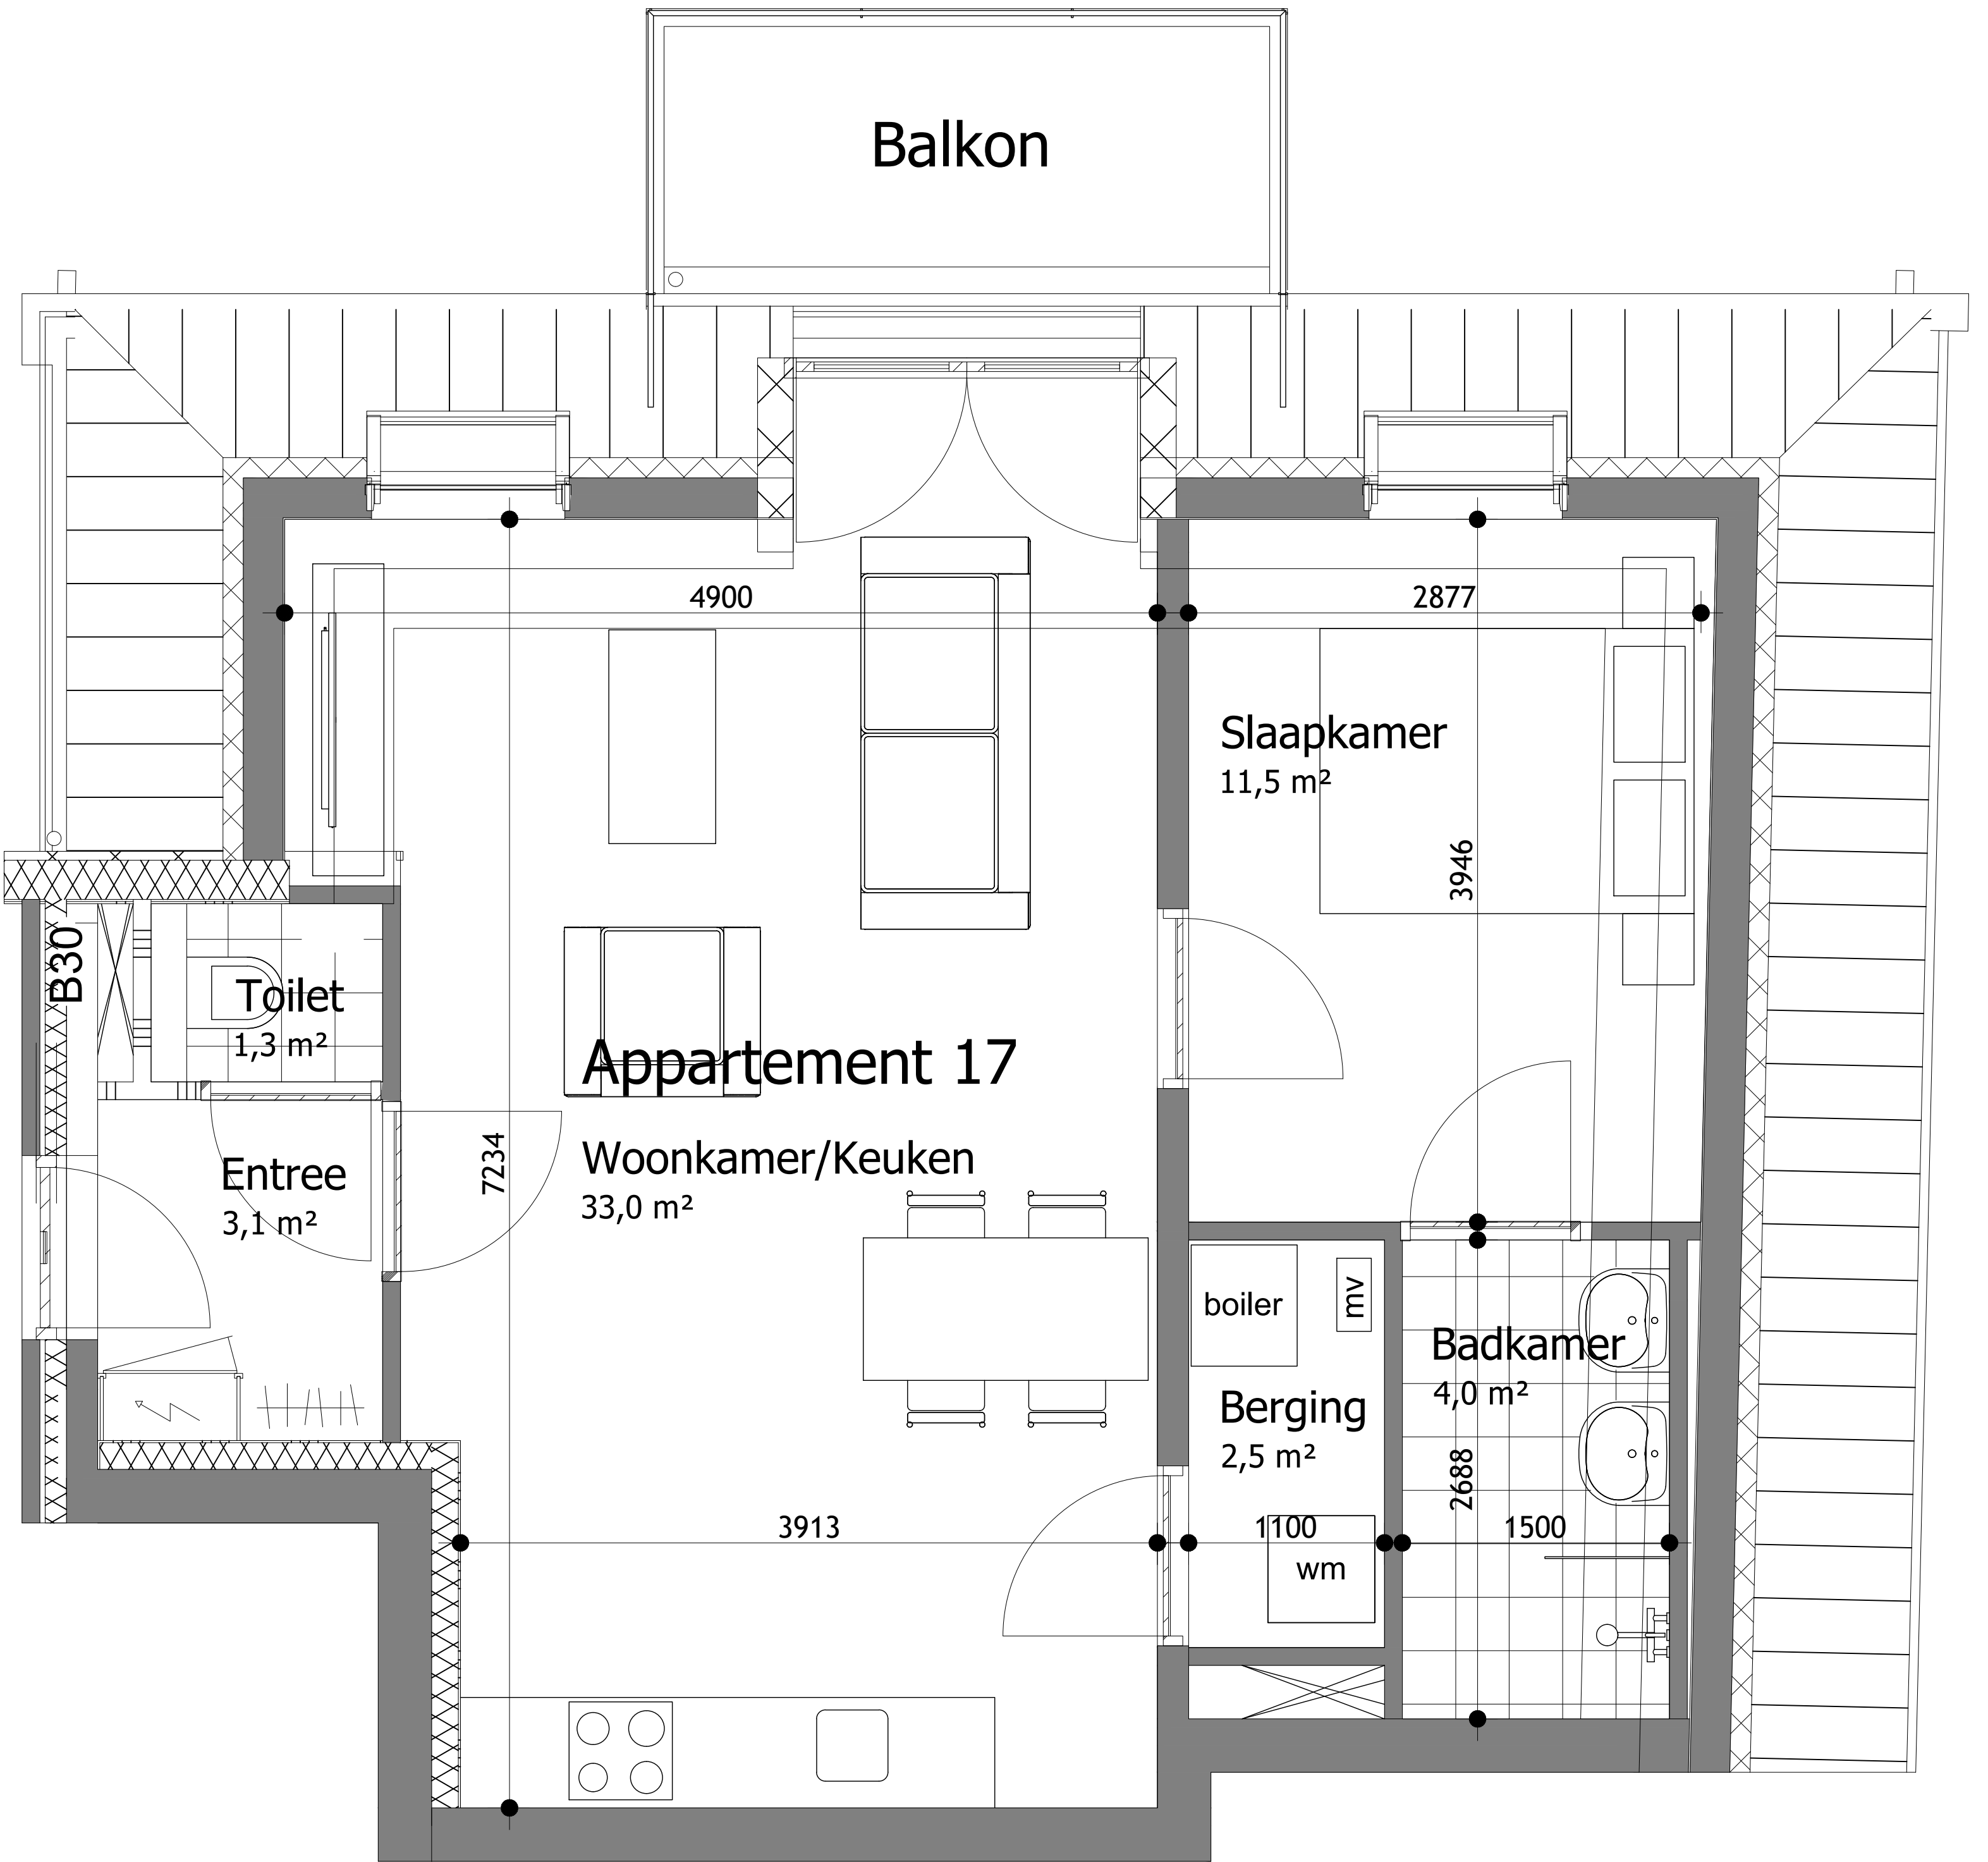 Balkon
4900
2877
Slaapkamer
11,5 m²
3946
B30
Toilet
1,3 m²
Appartement 17
Entree
3,1 m²
7234
Woonkamer/Keuken
33,0 m²
boiler
mv
Badkamer
4,0 m²
Berging
2,5 m²
2688
3913
1100
1500
wm